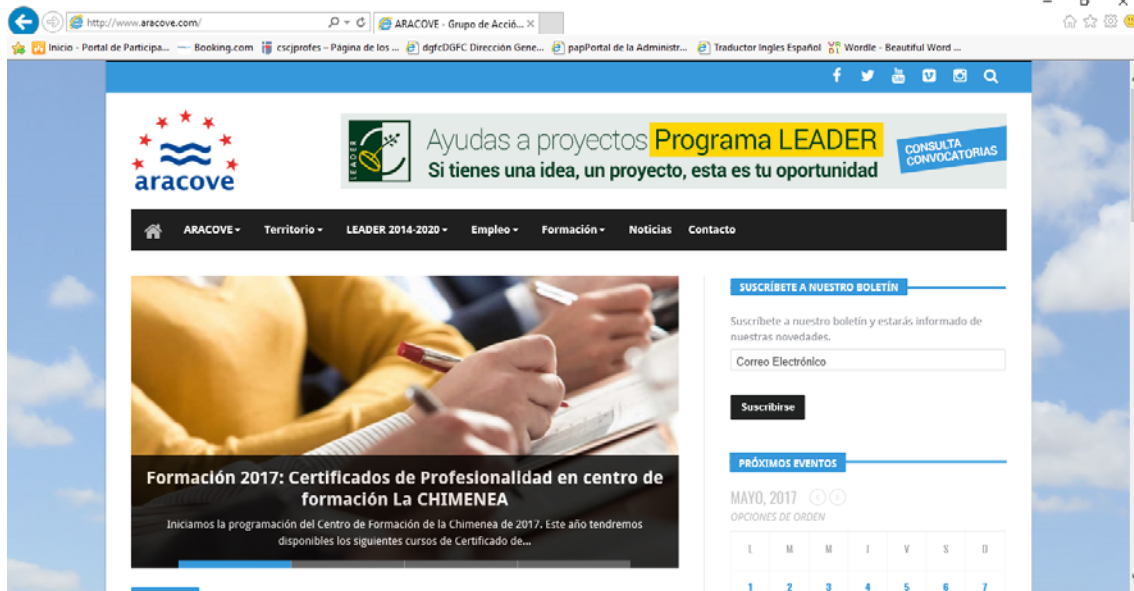 http://www.aracove.com/
ARACOVE - Grupo de Acció...
Inicio - Portal de Participa...
Booking.com
cscjprofes – Página de los ...
dgfcDGFC Dirección Gene...
papPortal de la Administr...
Traductor Ingles Español
Wordle - Beautiful Word ...
aracove
LEADER
Ayudas a proyectos Programa LEADER
Si tienes una idea, un proyecto, esta es tu oportunidad
CONSULTA
CONVOCATORIAS
ARACOVE
Territorio
LEADER 2014-2020
Empleo
Formación
Noticias
Contacto
Formación 2017: Certificados de Profesionalidad en centro de
formación La CHIMENEA
Iniciamos la programación del Centro de Formación de la Chimenea de 2017. Este año tendremos
disponibles los siguientes cursos de Certificado de...
SUSCRÍBETE A NUESTRO BOLETÍN
Suscríbete a nuestro boletín y estarás informado de
nuestras novedades.
Correo Electrónico
Suscribirse
PRÓXIMOS EVENTOS
MAYO, 2017
OPCIONES DE ORDEN
L M M J V S D
1 2 3 4 5 6 7